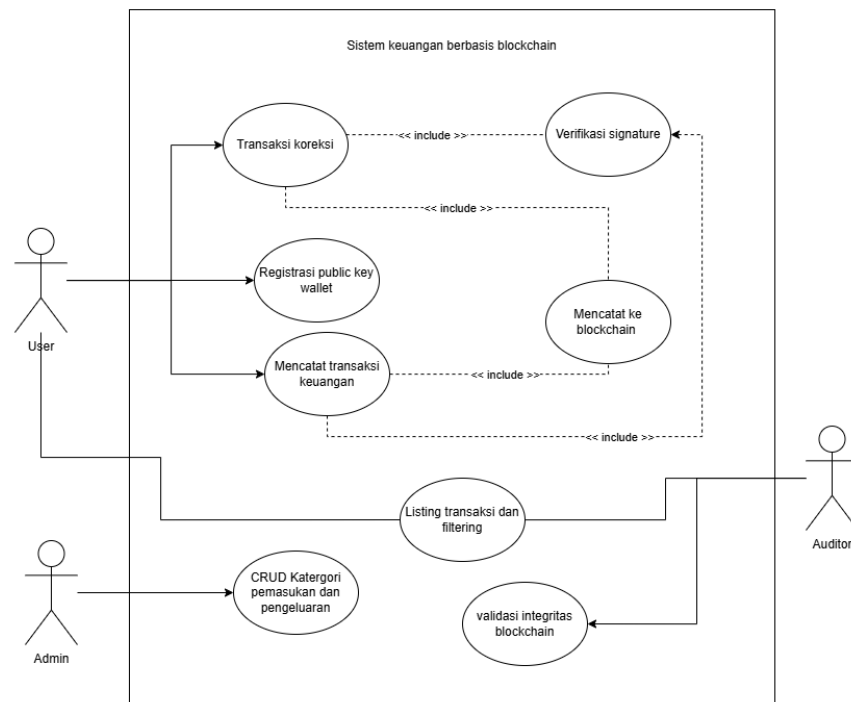 Sistem keuangan berbasis blockchain
Transaksi koreksi
<< include >>
Verifikasi signature
<< include >>
Registrasi public key
wallet
Mencatat ke
blockchain
User
Mencatat transaksi
keuangan
<< include >>
<< include >>
Listing transaksi dan
filtering
Auditor
CRUD Katergori
pemasukan dan
pengeluaran
validasi integritas
blockchain
Admin